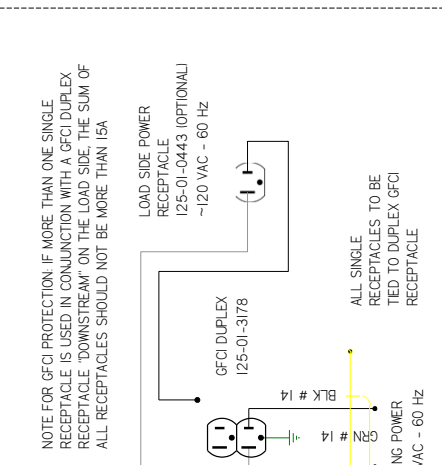 NOTE FOR GFCI PROTECTION: IF MORE THAN ONE SINGLE
RECEPTACLE IS USED IN CONJUNCTION WITH A GFCI DUPLEX
RECEPTACLE "DOWNSTREAM" ON THE LOAD SIDE, THE SUM OF
ALL RECEPTACLES SHOULD NOT BE MORE THAN 15A
LOAD SIDE POWER
RECEPTACLE
125-01-0443 (OPTIONAL)
~120 VAC - 60 Hz
GFCI DUPLEX
125-01-3178
ALL SINGLE
RECEPTACLES TO BE
TIED TO DUPLEX GFCI
RECEPTACLE
BLK # 14
GRN # 14
NG POWER
VAC - 60 Hz